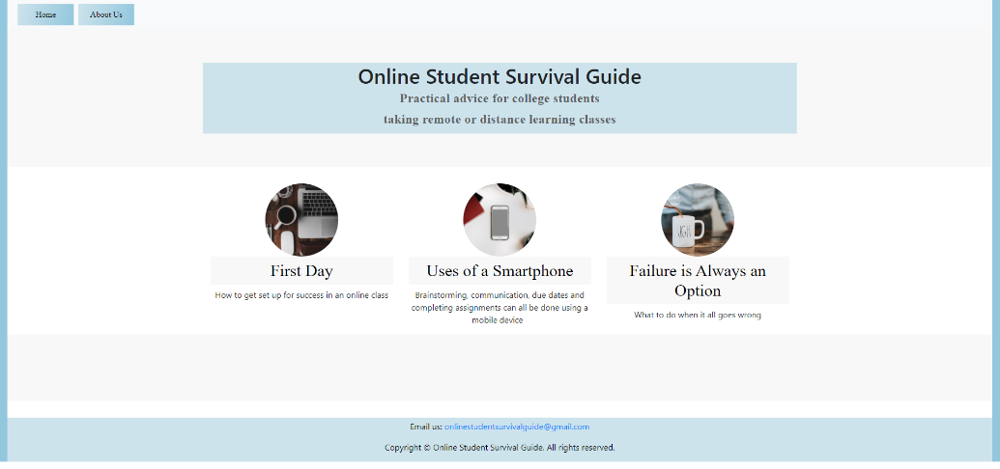 Home
About Us
Online Student Survival Guide
Practical advice for college students
taking remote or distance learning classes
First Day
How to get set up for success in an online class
Uses of a Smartphone
Brainstorming, communication, due dates and
completing assignments can all be done using a
mobile device
Failure is Always an
Option
What to do when it all goes wrong
Email us: onlinestudentsurvivalguide@gmail.com
Copyright © Online Student Survival Guide. All rights reserved.